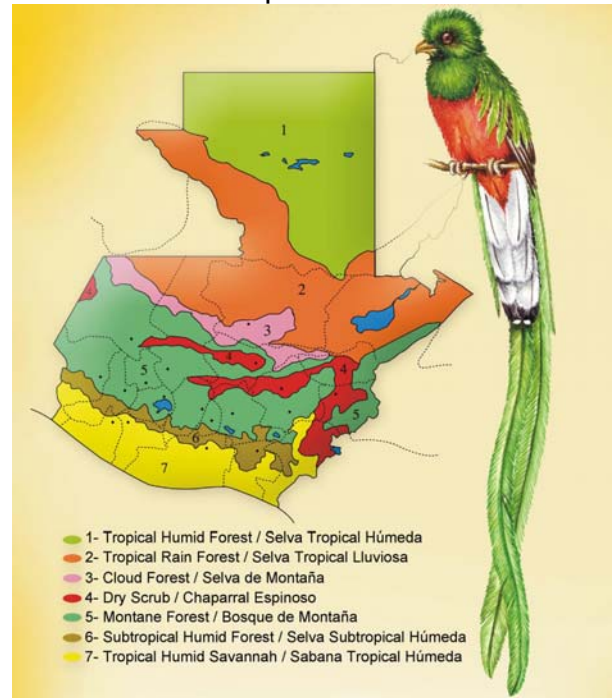 1
2
3
4
4
4
5
5
6
7
1- Tropical Humid Forest / Selva Tropical Húmeda
2- Tropical Rain Forest / Selva Tropical Lluviosa
3- Cloud Forest / Selva de Montaña
4- Dry Scrub / Chaparral Espinoso
5- Montane Forest / Bosque de Montaña
6- Subtropical Humid Forest / Selva Subtropical Húmeda
7- Tropical Humid Savannah / Sabana Tropical Húmeda